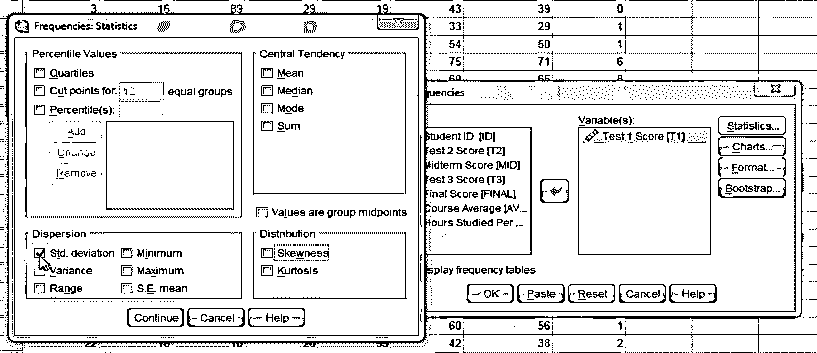 3 16 89 29 19 43 39 0
33 29 1
54 50 1
75 71 6
Frequencies: Statistics
Percentile Values
Quartiles
Cut points for: equal groups
Percentile(s):
Add
Change
Remove
Central Tendency
Mean
Median
Mode
Sum
Values are group midpoints
Dispersion
Std. deviation Minimum
Variance Maximum
Range S.E. mean
Distribution
Skewness
Kurtosis
Continue Cancel Help
quencies
Student ID [ID]
Test 2 Score [T2]
Midterm Score [MID]
Test 3 Score [T3]
Final Score [FINAL]
Course Average [AV...
Hours Studied Per ...
Variable(s):
Test 1 Score [T1]
Statistics...
Charts...
Format...
Bootstrap...
splay frequency tables
OK Paste Reset Cancel Help
60 56 1
42 38 2